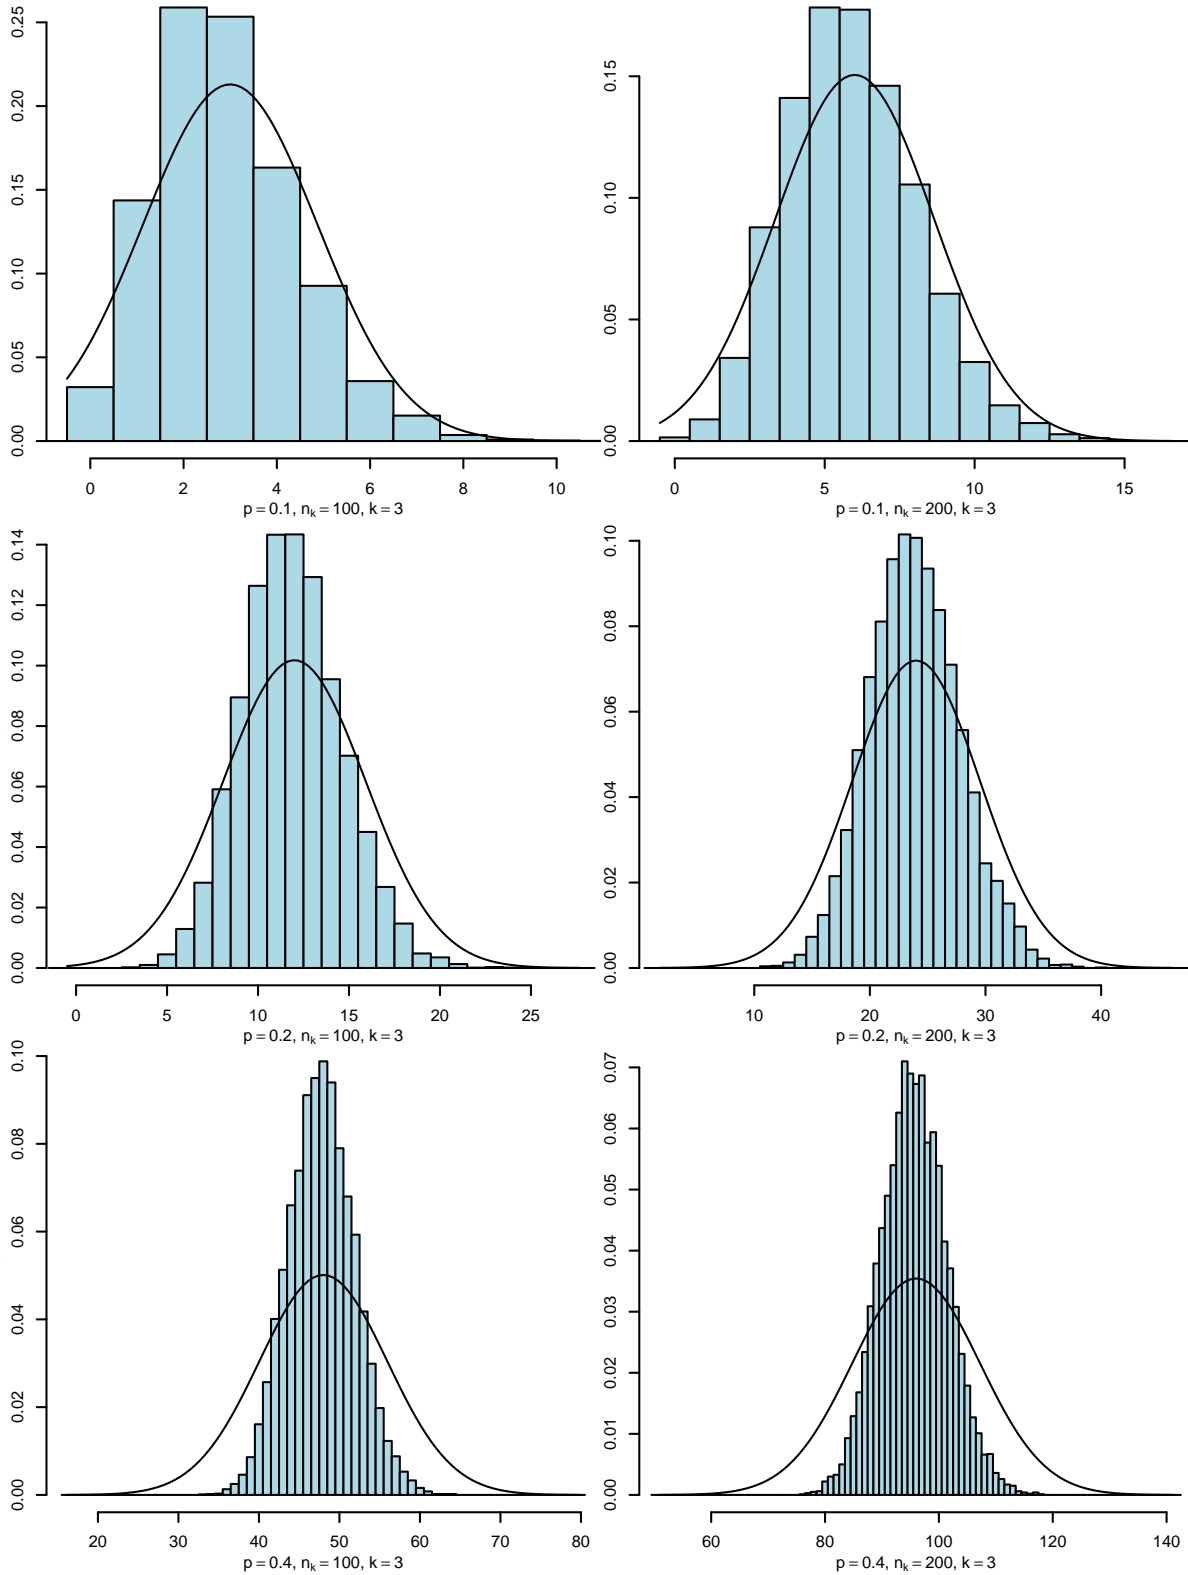 0.00 0.05 0.10 0.15 0.20 0.25
0 2 4 6 8 10
p = 0.1, nₖ = 100, k = 3
0.00 0.05 0.10 0.15
0 5 10 15
p = 0.1, nₖ = 200, k = 3
0.00 0.02 0.04 0.06 0.08 0.10 0.12 0.14
0 5 10 15 20 25
p = 0.2, nₖ = 100, k = 3
0.00 0.02 0.04 0.06 0.08 0.10
10 20 30 40
p = 0.2, nₖ = 200, k = 3
0.00 0.02 0.04 0.06 0.08 0.10
20 30 40 50 60 70 80
p = 0.4, nₖ = 100, k = 3
0.00 0.01 0.02 0.03 0.04 0.05 0.06 0.07
60 80 100 120 140
p = 0.4, nₖ = 200, k = 3